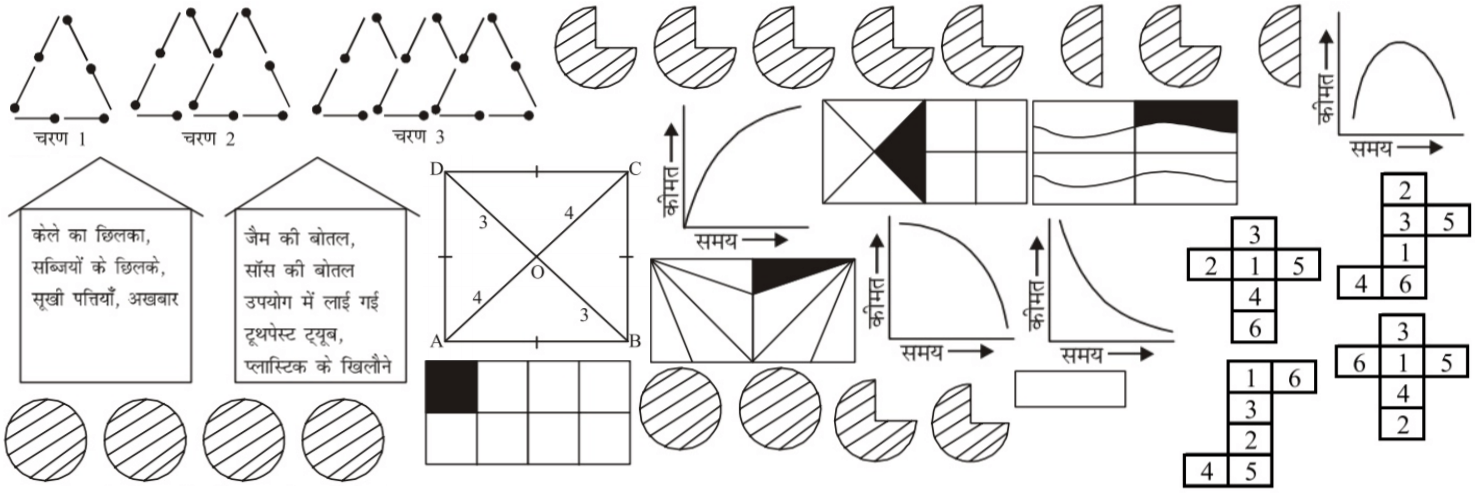 चरण 1
चरण 2
चरण 3
कीमत
समय
कीमत
समय
केले का छिलका,
सब्जियों के छिलके,
सूखी पत्तियाँ, अखबार
जैम की बोतल,
सॉस की बोतल
उपयोग में लाई गई
टूथपेस्ट ट्यूब,
प्लास्टिक के खिलौने
D
C
3
4
O
4
3
A
B
कीमत
समय
कीमत
समय
3
2 1 5
4
6
2
3 5
1
4 6
1 6
3
2
4 5
3
6 1 5
4
2